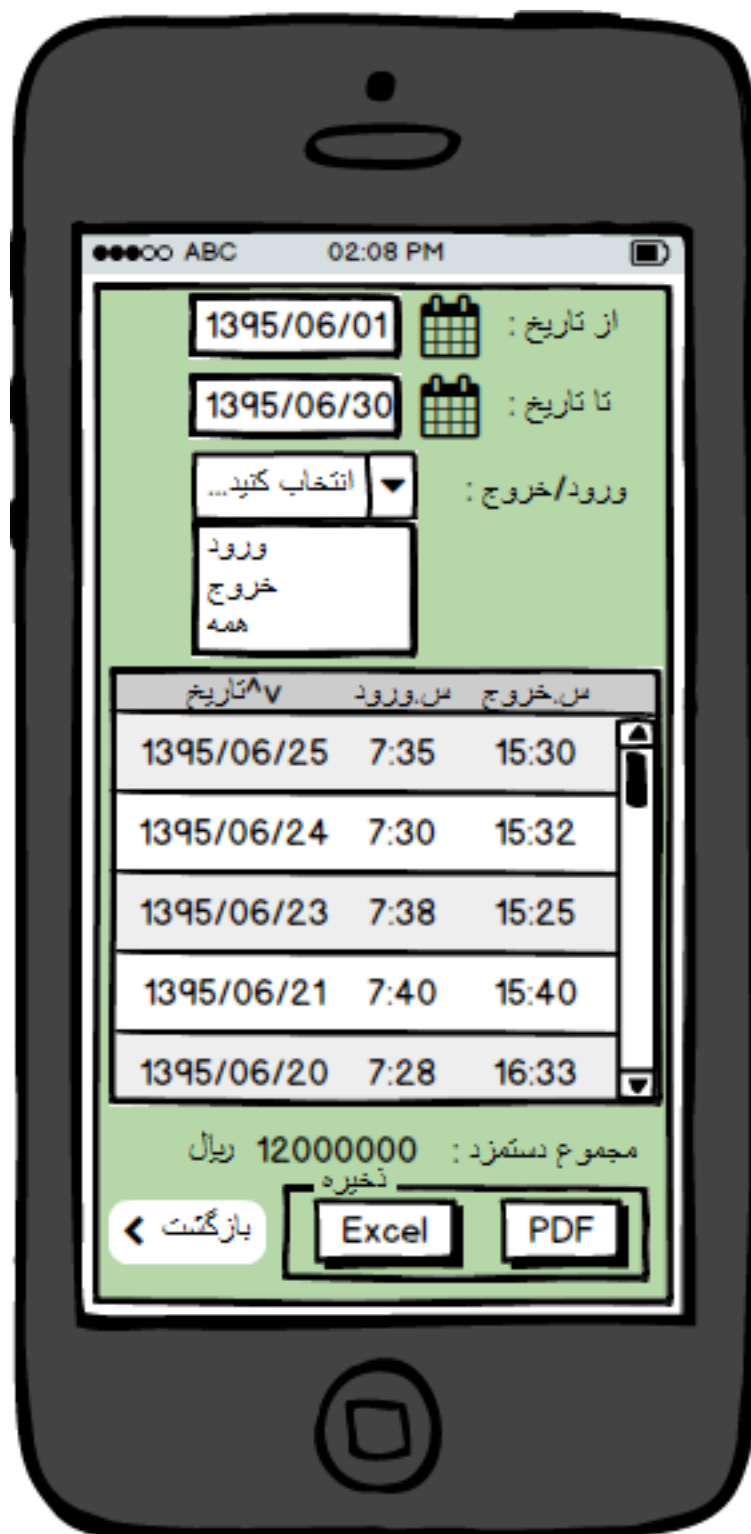 ABC 02:08 PM
از تاریخ : 1395/06/01
تا تاریخ : 1395/06/30
ورود/خروج : انتخاب کنید...
ورود
خروج
همه
تاریخ^v س.ورود س.خروج
1395/06/25 7:35 15:30
1395/06/24 7:30 15:32
1395/06/23 7:38 15:25
1395/06/21 7:40 15:40
1395/06/20 7:28 16:33
مجموع دستمزد : 12000000 ریال
ذخیره
بازگشت Excel PDF